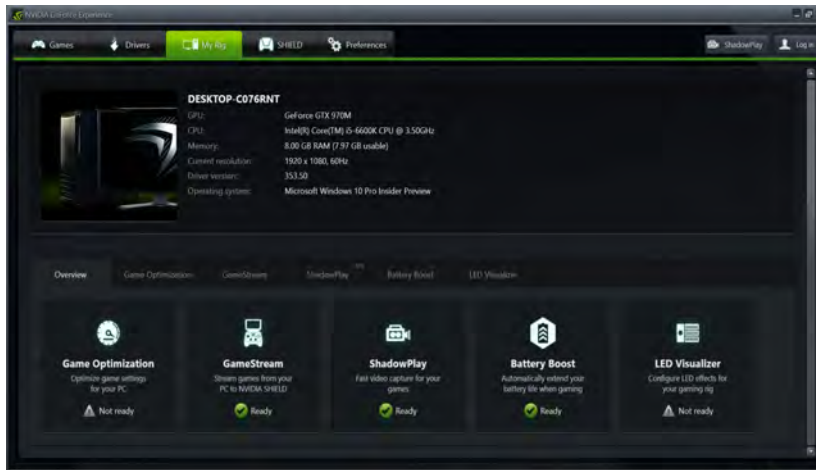 NVIDIA GeForce Experience
Games
Drivers
My Rig
SHIELD
Preferences
ShadowPlay
Log in
DESKTOP-C076RNT
GPU: GeForce GTX 970M
CPU: Intel(R) Core(TM) i5-6600K CPU @ 3.50GHz
Memory: 8.00 GB RAM (7.97 GB usable)
Current resolution: 1920 x 1080, 60Hz
Driver version: 353.50
Operating system: Microsoft Windows 10 Pro Insider Preview
Overview
Game Optimization
GameStream
ShadowPlay
Battery Boost
LED Visualizer
Game Optimization
Optimize game settings
for your PC
Not ready
GameStream
Stream games from your
PC to NVIDIA SHIELD
Ready
ShadowPlay
Fast video capture for your
games
Ready
Battery Boost
Automatically extend your
battery life when gaming
Ready
LED Visualizer
Configure LED effects for
your gaming rig
Not ready